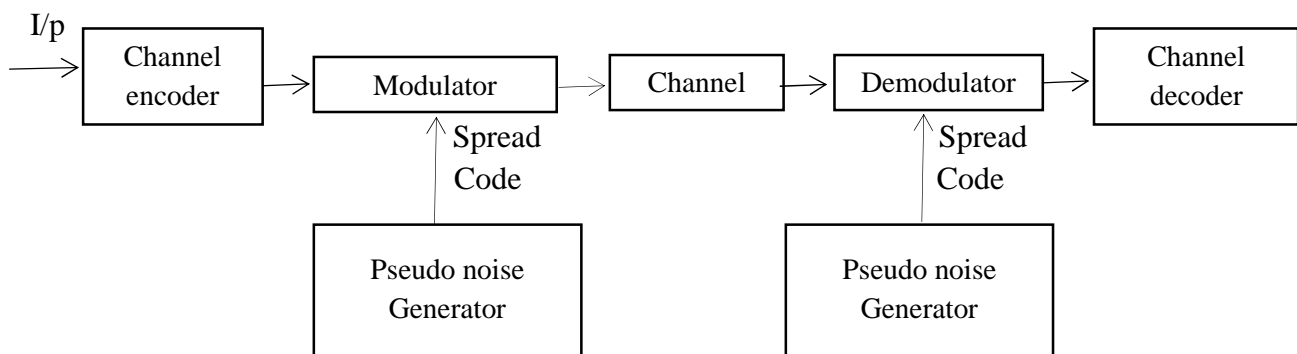 I/p
Channel
encoder
Modulator
Channel
Demodulator
Channel
decoder
Spread
Code
Spread
Code
Pseudo noise
Generator
Pseudo noise
Generator